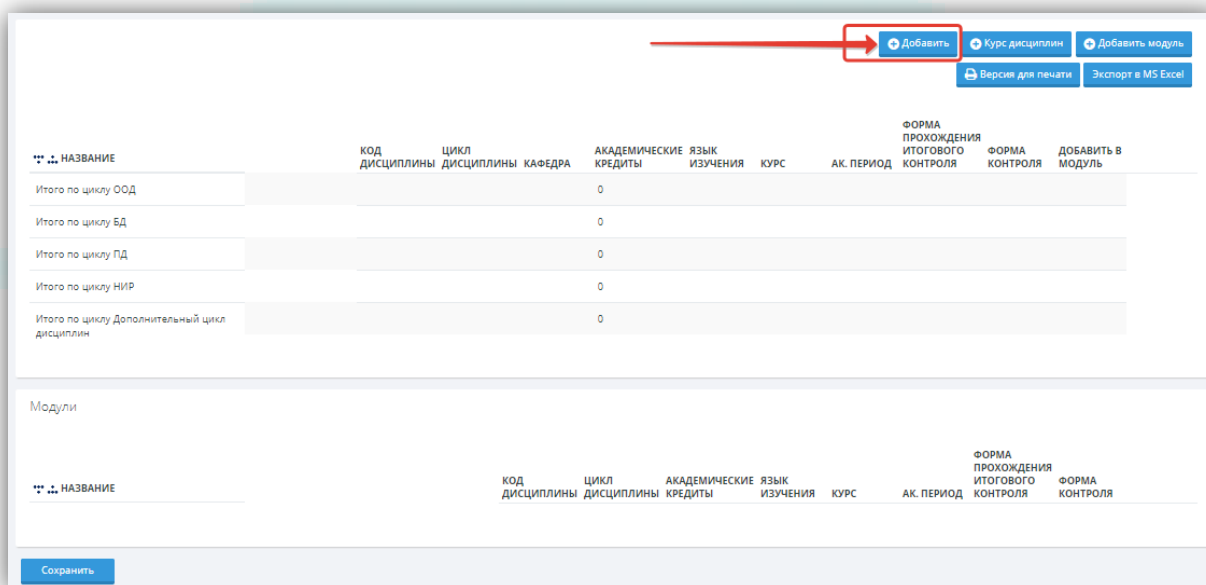 Добавить
Курс дисциплин
Добавить модуль
Версия для печати
Экспорт в MS Excel
НАЗВАНИЕ
КОД ДИСЦИПЛИНЫ
ЦИКЛ ДИСЦИПЛИНЫ
КАФЕДРА
АКАДЕМИЧЕСКИЕ КРЕДИТЫ
ЯЗЫК ИЗУЧЕНИЯ
КУРС
АК. ПЕРИОД
ФОРМА ПРОХОЖДЕНИЯ ИТОГОВОГО КОНТРОЛЯ
ФОРМА КОНТРОЛЯ
ДОБАВИТЬ В МОДУЛЬ
Итого по циклу ООД 0
Итого по циклу БД 0
Итого по циклу ПД 0
Итого по циклу НИР 0
Итого по циклу Дополнительный цикл 0
дисциплин
Модули
НАЗВАНИЕ
КОД ДИСЦИПЛИНЫ
ЦИКЛ ДИСЦИПЛИНЫ
АКАДЕМИЧЕСКИЕ КРЕДИТЫ
ЯЗЫК ИЗУЧЕНИЯ
КУРС
АК. ПЕРИОД
ФОРМА ПРОХОЖДЕНИЯ ИТОГОВОГО КОНТРОЛЯ
ФОРМА КОНТРОЛЯ
Сохранить